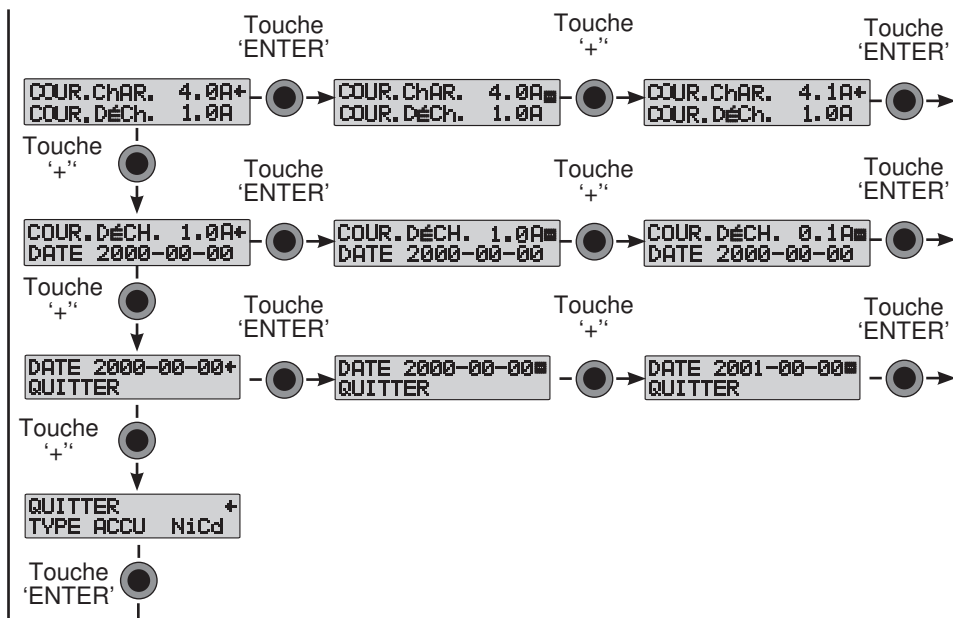 Touche
'ENTER'
Touche
'+''
Touche
'ENTER'
COUR.ChAR. 4.0A←
COUR.DéCh. 1.0A
COUR.ChAR. 4.0A
COUR.DéCh. 1.0A
COUR.ChAR. 4.1A←
COUR.DéCh. 1.0A
Touche
'+''
Touche
'ENTER'
Touche
'+''
Touche
'ENTER'
COUR.DéCH. 1.0A←
DATE 2000-00-00
COUR.DéCH. 1.0A
DATE 2000-00-00
COUR.DéCH. 0.1A
DATE 2000-00-00
Touche
'+''
Touche
'ENTER'
Touche
'+''
Touche
'ENTER'
DATE 2000-00-00←
QUITTER
DATE 2000-00-00
QUITTER
DATE 2001-00-00
QUITTER
Touche
'+''
QUITTER ←
TYPE ACCU NiCd
Touche
'ENTER'